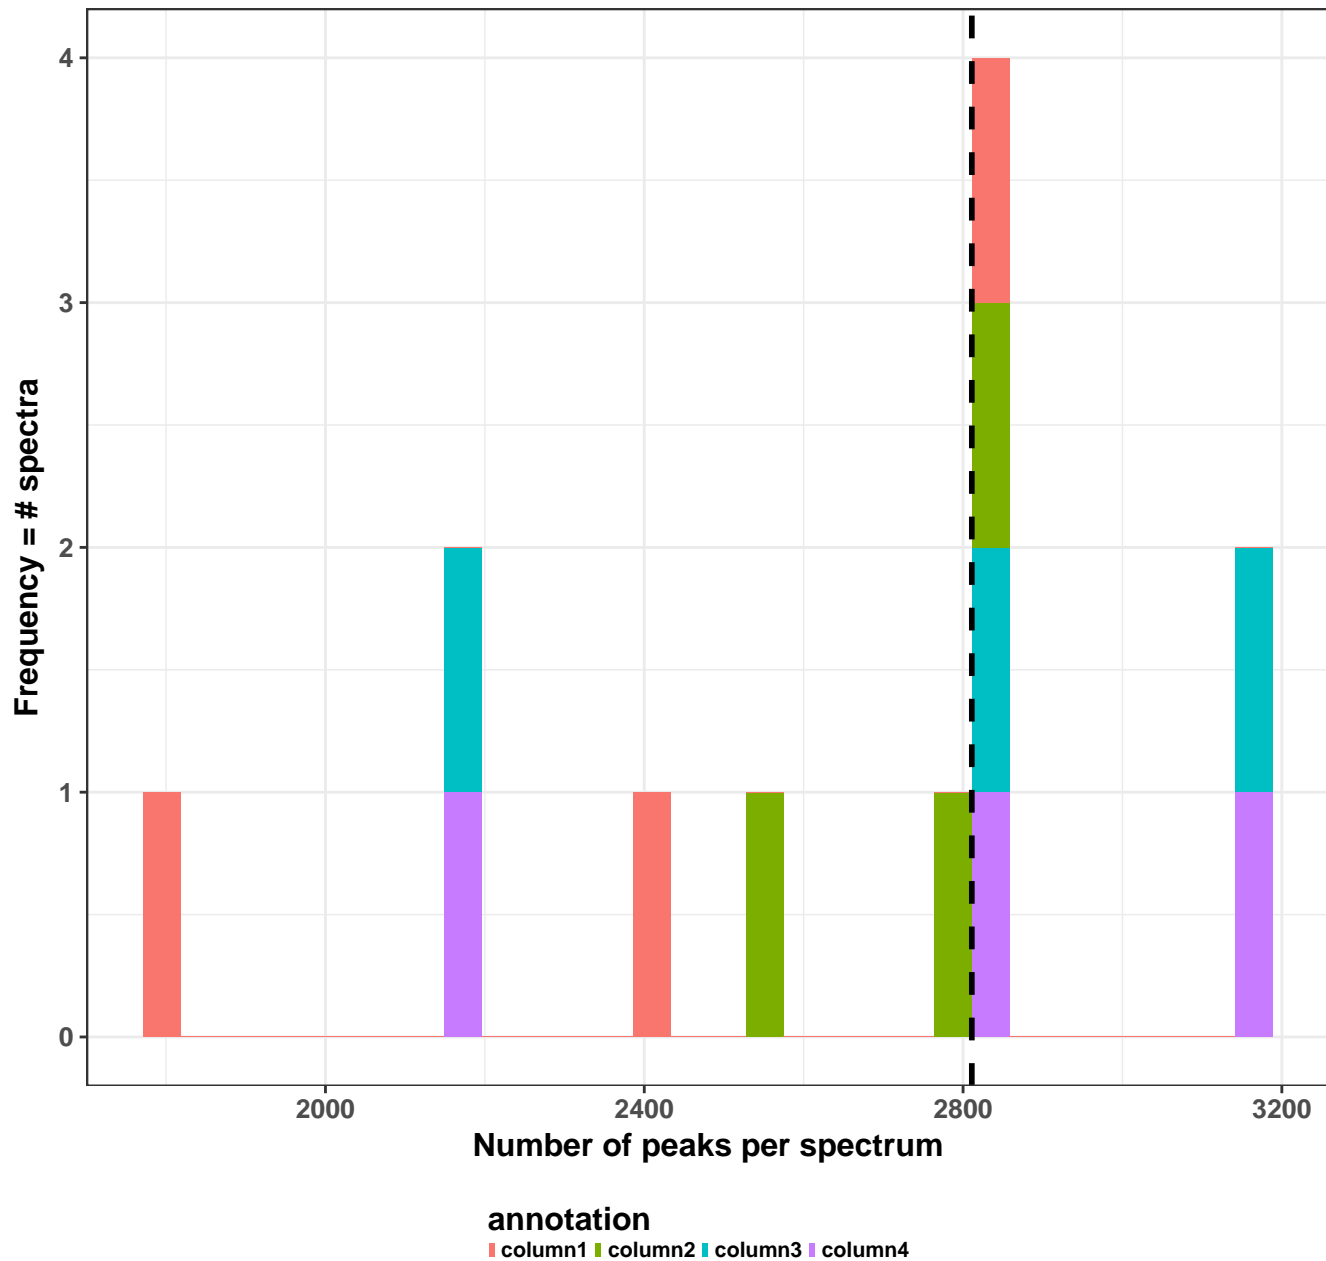 Frequency = # spectra
4
3
2
1
0
2000 2400 2800 3200
Number of peaks per spectrum
annotation
column1 column2 column3 column4